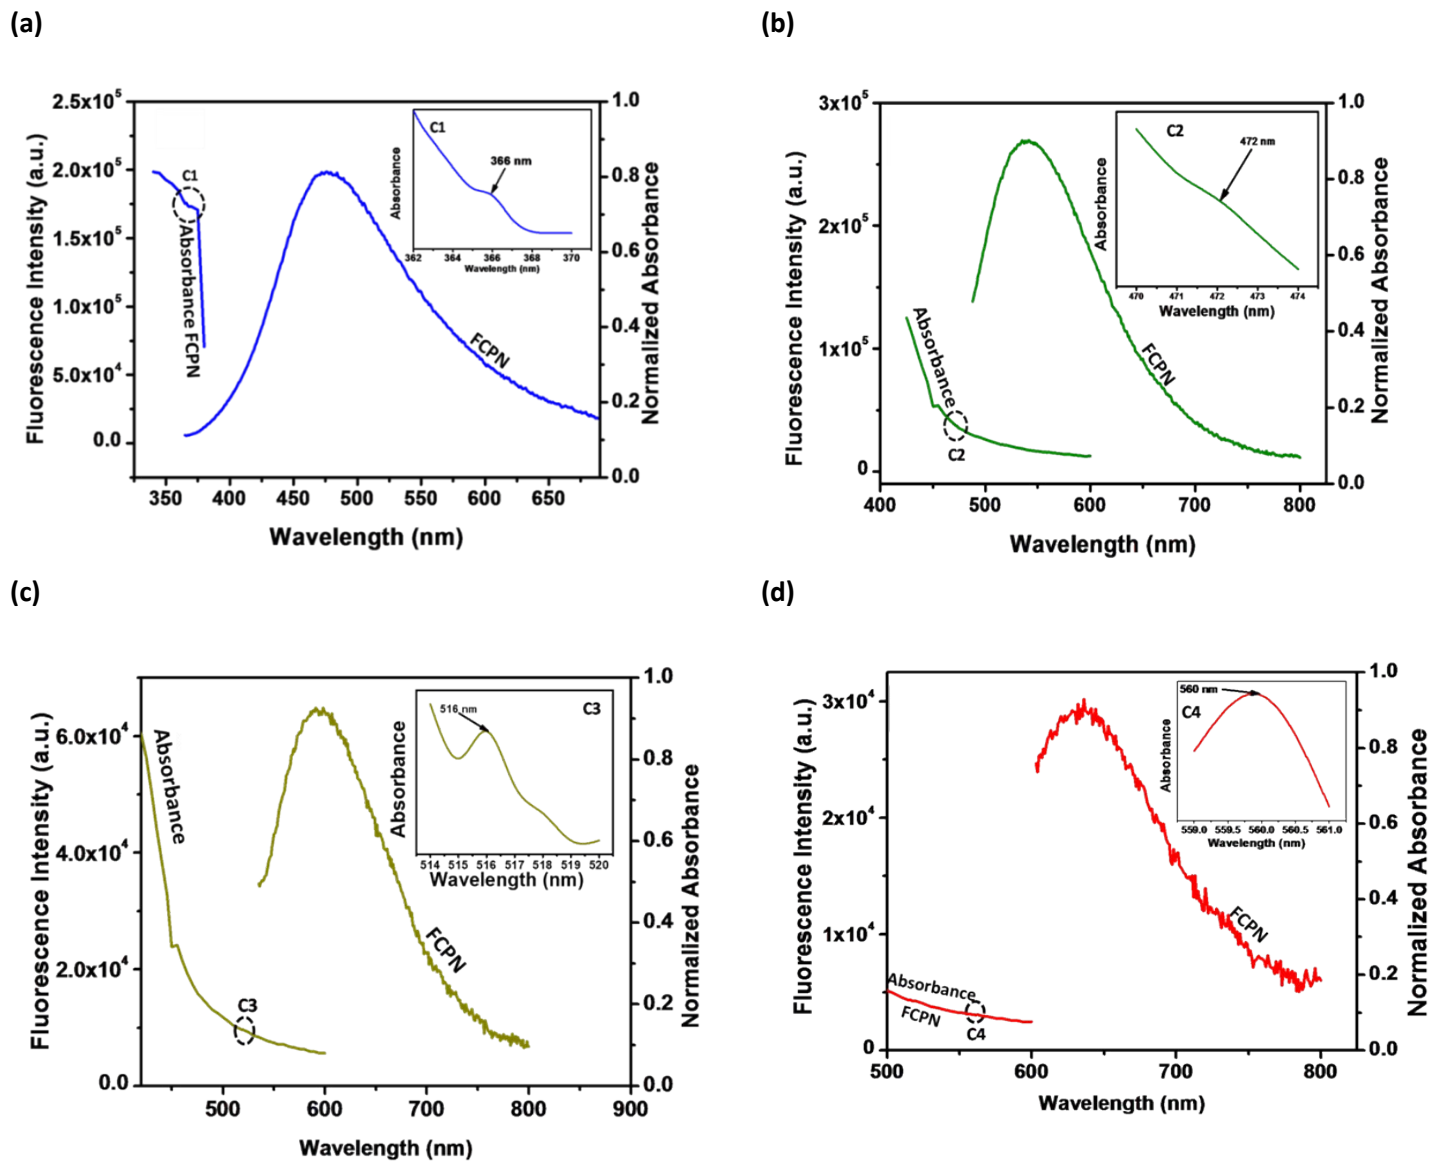 (a)
(b)
2.5x10⁵
2.0x10⁵
1.5x10⁵
1.0x10⁵
5.0x10⁴
0.0
Fluorescence Intensity (a.u.)
1.0
0.8
0.6
0.4
0.2
0.0
Normalized Absorbance
350 400 450 500 550 600 650
Wavelength (nm)
C1
Absorbance FCPN
FCPN
C1
366 nm
Absorbance
362 364 366 368 370
Wavelength (nm)
3x10⁵
2x10⁵
1x10⁵
0
Fluorescence Intensity (a.u.)
1.0
0.8
0.6
0.4
0.2
0.0
Normalized Absorbance
400 500 600 700 800
Wavelength (nm)
Absorbance
C2
FCPN
C2
472 nm
Absorbance
470 471 472 473 474
Wavelength (nm)
(c)
(d)
6.0x10⁴
4.0x10⁴
2.0x10⁴
0.0
Fluorescence Intensity (a.u.)
1.0
0.8
0.6
0.4
0.2
0.0
Normalized Absorbance
500 600 700 800 900
Wavelength (nm)
Absorbance
C3
FCPN
C3
516 nm
Absorbance
514 515 516 517 518 519 520
Wavelength (nm)
3x10⁴
2x10⁴
1x10⁴
0
Fluorescence Intensity (a.u.)
1.0
0.8
0.6
0.4
0.2
0.0
Normalized Absorbance
500 600 700 800
Wavelength (nm)
Absorbance
FCPN
C4
FCPN
560 nm
C4
Absorbance
559.0 559.5 560.0 560.5 561.0
Wavelength (nm)